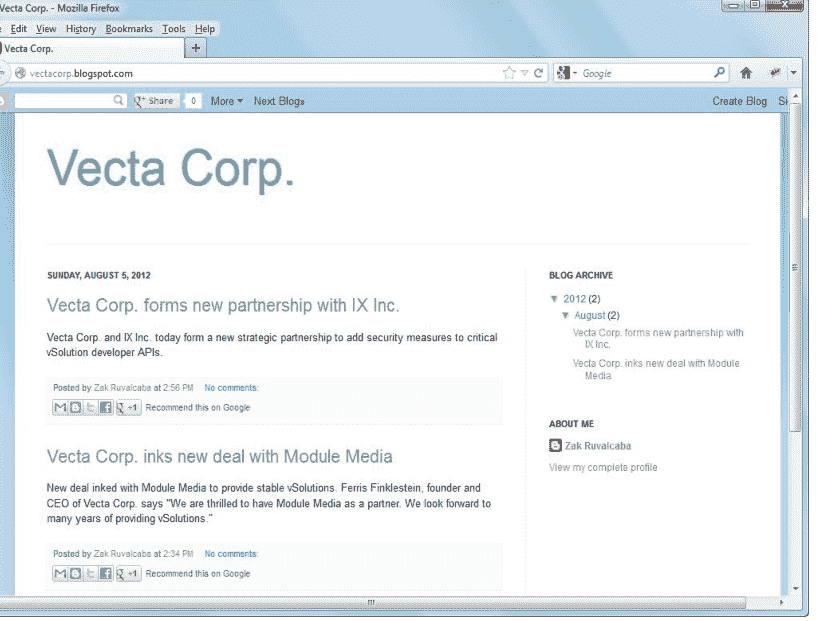 Vecta Corp. - Mozilla Firefox
Edit View History Bookmarks Tools Help
Vecta Corp. +
vectacorp.blogspot.com Google
Share 0 More Next Blog» Create Blog
Vecta Corp.
SUNDAY, AUGUST 5, 2012
Vecta Corp. forms new partnership with IX Inc.
Vecta Corp. and IX Inc. today form a new strategic partnership to add security measures to critical
vSolution developer APIs.
Posted by Zak Ruvalcaba at 2:56 PM No comments:
+1 Recommend this on Google
Vecta Corp. inks new deal with Module Media
New deal inked with Module Media to provide stable vSolutions. Ferris Finklestein, founder and
CEO of Vecta Corp. says "We are thrilled to have Module Media as a partner. We look forward to
many years of providing vSolutions."
Posted by Zak Ruvalcaba at 2:34 PM No comments:
+1 Recommend this on Google
BLOG ARCHIVE
▼ 2012 (2)
▼ August (2)
Vecta Corp. forms new partnership with
IX Inc.
Vecta Corp. inks new deal with Module
Media
ABOUT ME
Zak Ruvalcaba
View my complete profile